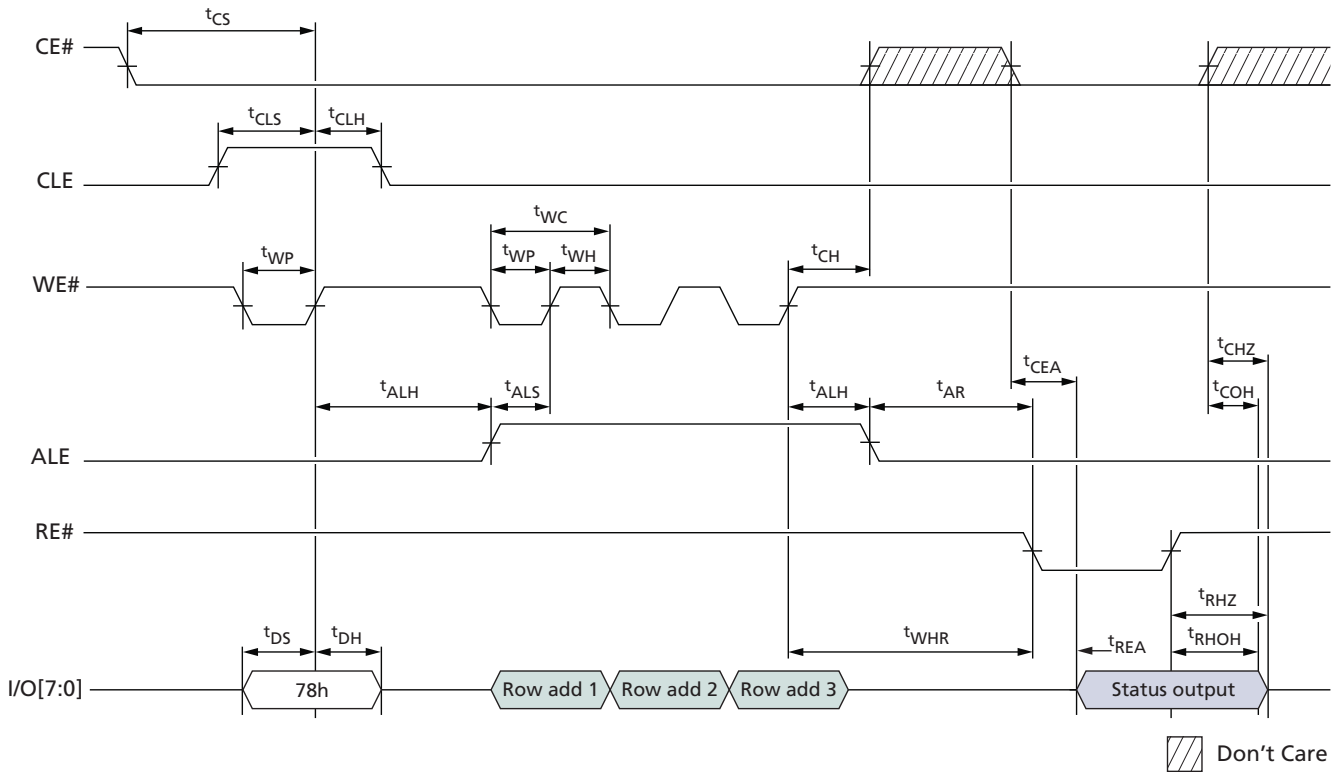 tCS
CE#
tCLS
tCLH
CLE
tWC
tWP
tWP
tWH
tCH
WE#
tCHZ
tCEA
tALH
tALS
tALH
tAR
tCOH
ALE
RE#
tRHZ
tDS
tDH
tWHR
tREA
tRHOH
I/O[7:0]
78h
Row add 1
Row add 2
Row add 3
Status output
Don't Care